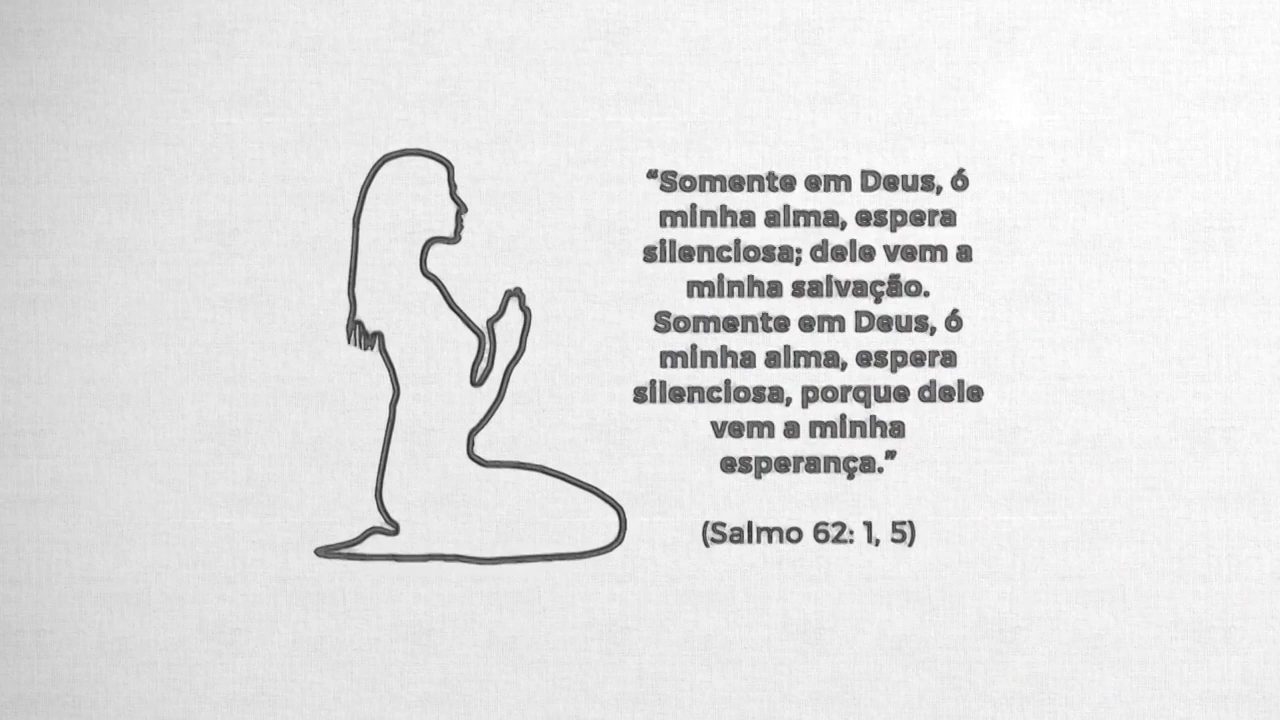 “Somente em Deus, ó
minha alma, espera
silenciosa; dele vem a
minha salvação.
Somente em Deus, ó
minha alma, espera
silenciosa, porque dele
vem a minha
esperança.”
(Salmo 62: 1, 5)